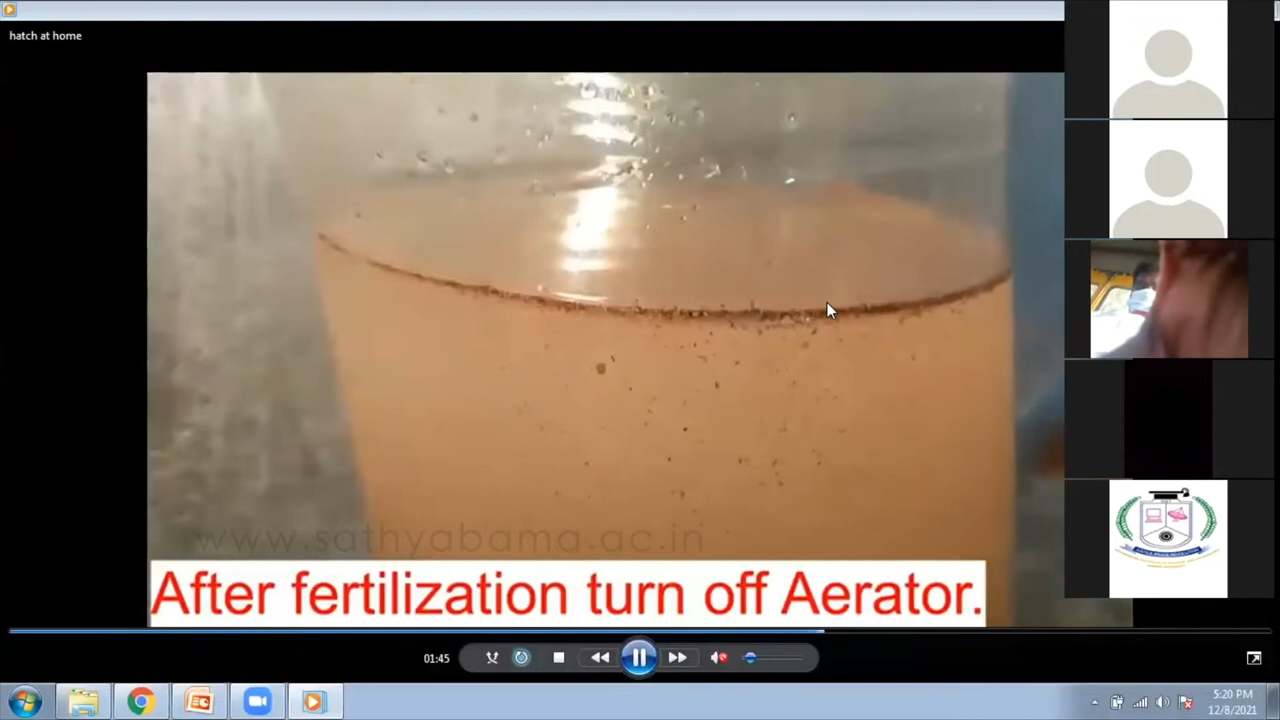 hatch at home
www.sathyabama.ac.in
After fertilization turn off Aerator.
01:45
5:20 PM
12/8/2021